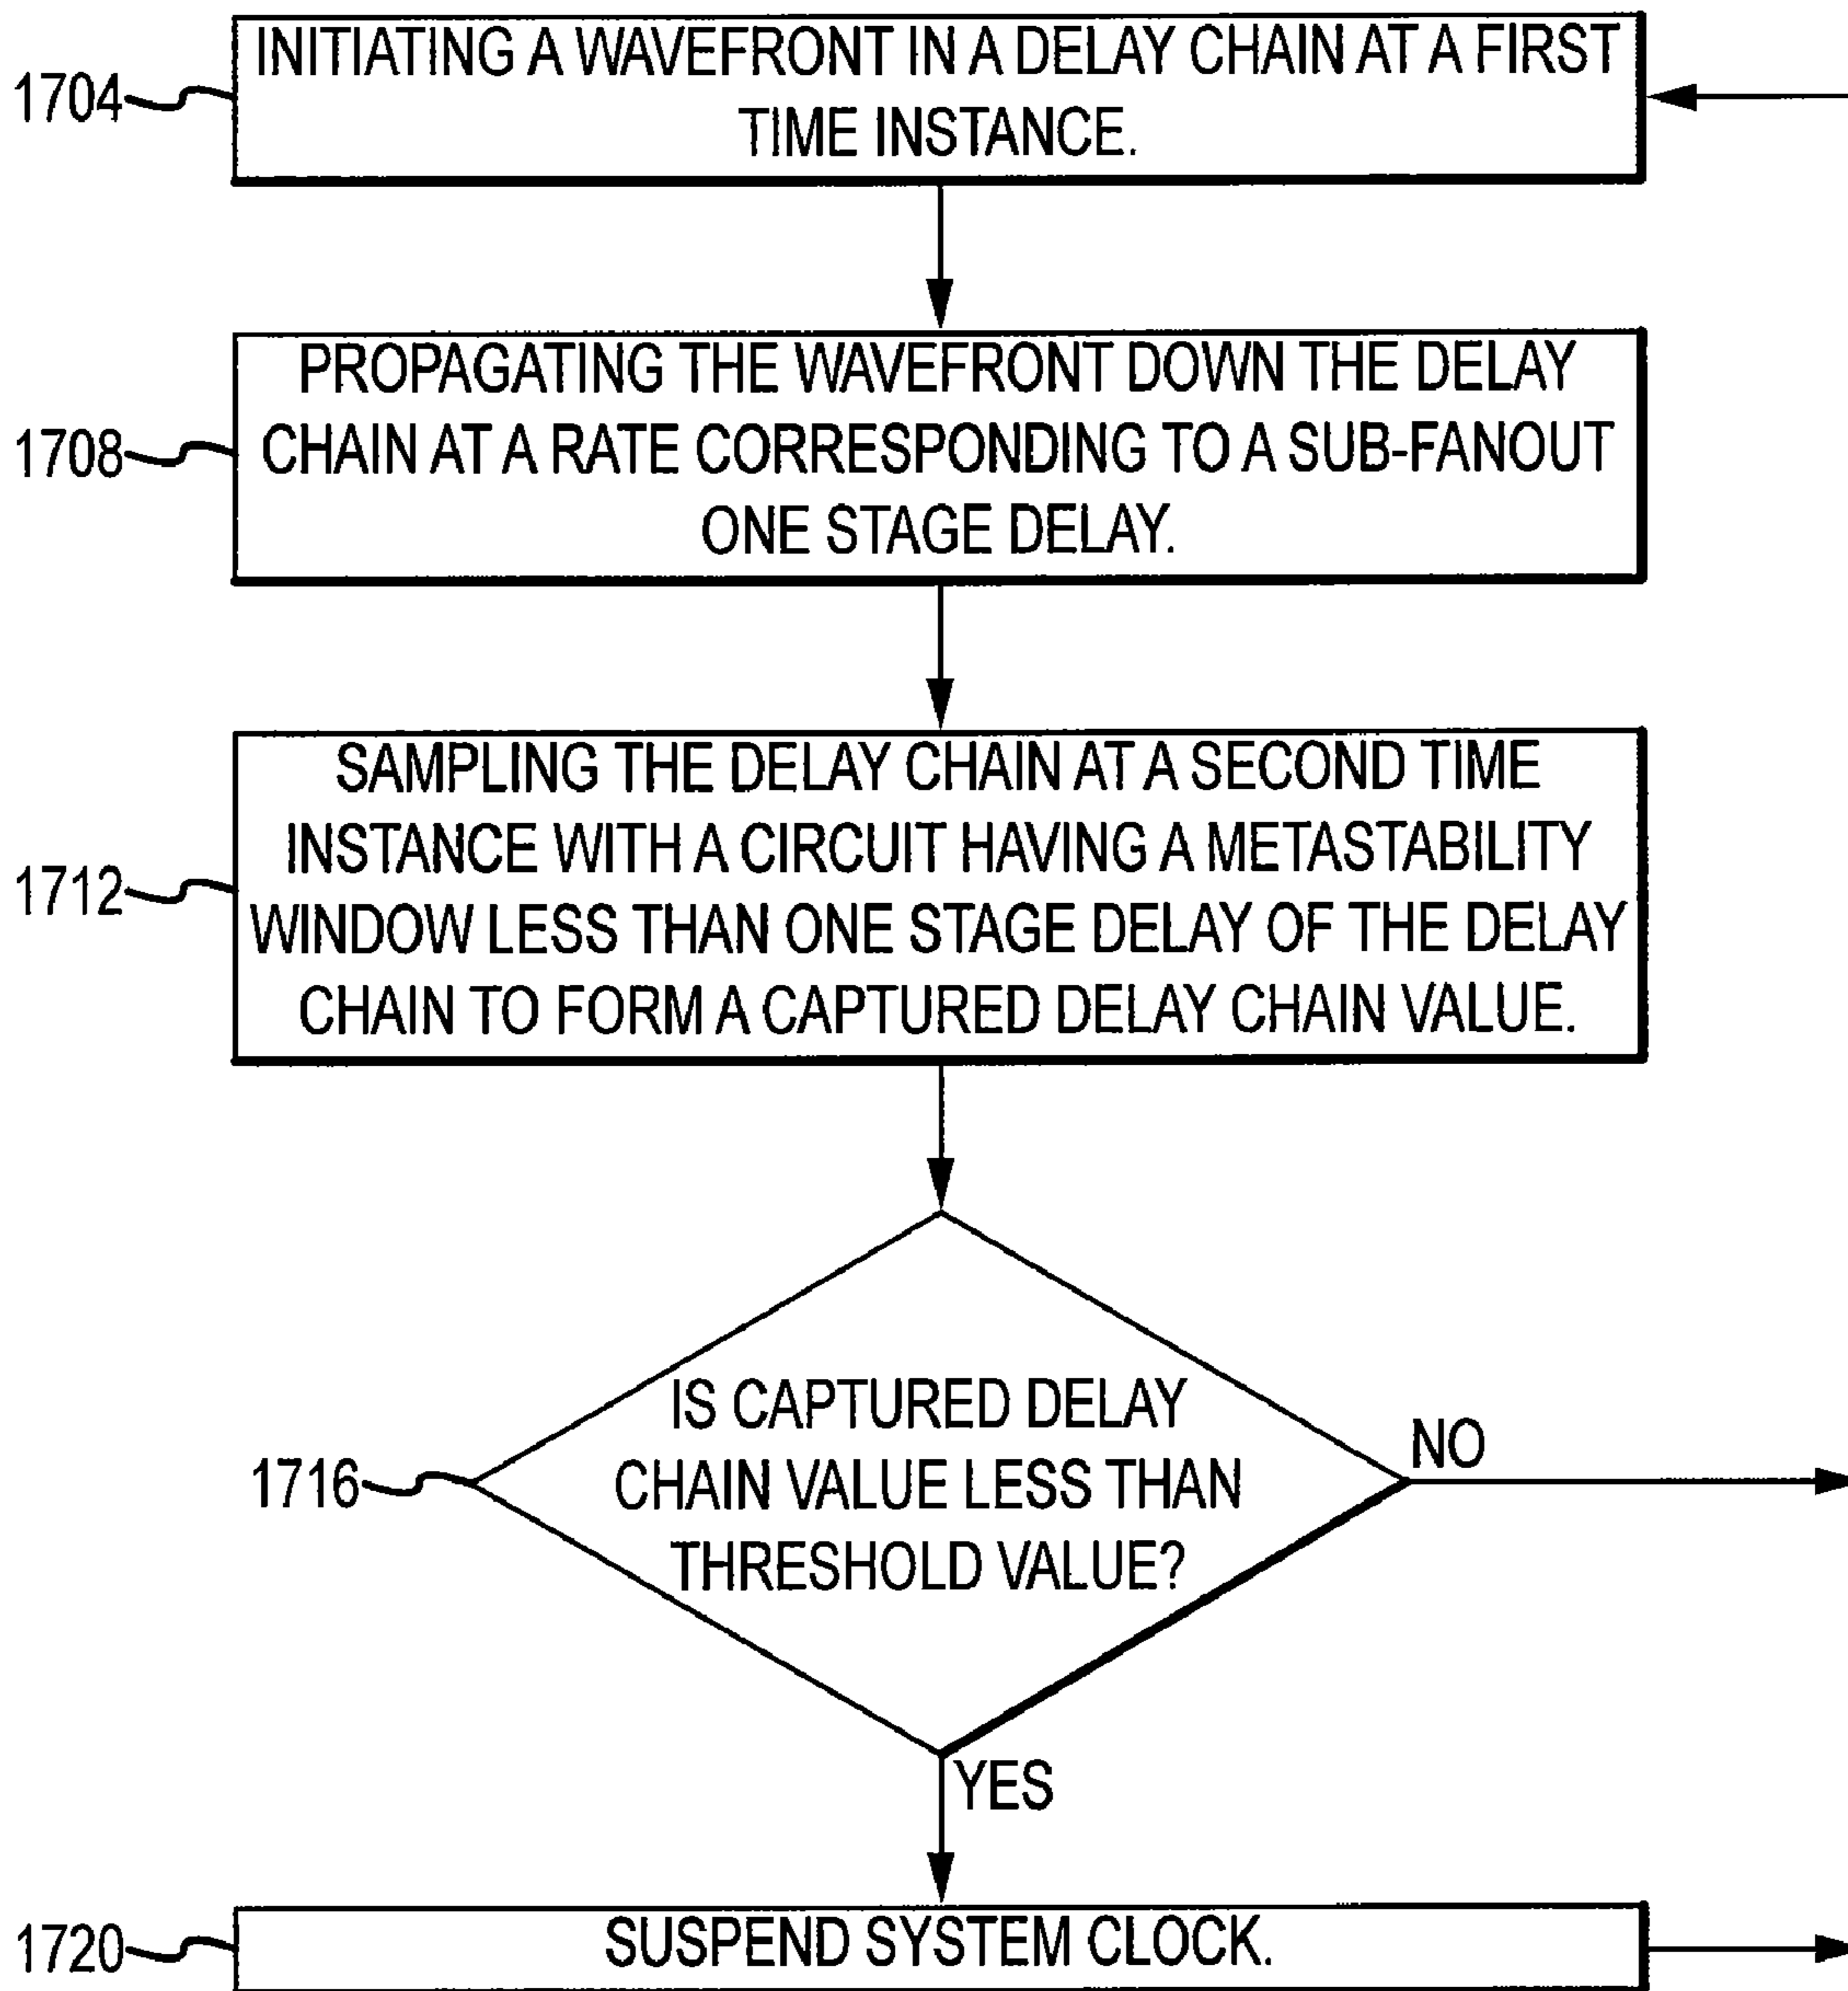 INITIATING A WAVEFRONT IN A DELAY CHAIN AT A FIRST
TIME INSTANCE.
1704
PROPAGATING THE WAVEFRONT DOWN THE DELAY
CHAIN AT A RATE CORRESPONDING TO A SUB-FANOUT
ONE STAGE DELAY.
1708
SAMPLING THE DELAY CHAIN AT A SECOND TIME
INSTANCE WITH A CIRCUIT HAVING A METASTABILITY
WINDOW LESS THAN ONE STAGE DELAY OF THE DELAY
CHAIN TO FORM A CAPTURED DELAY CHAIN VALUE.
1712
IS CAPTURED DELAY
CHAIN VALUE LESS THAN
THRESHOLD VALUE?
1716
NO
YES
SUSPEND SYSTEM CLOCK.
1720